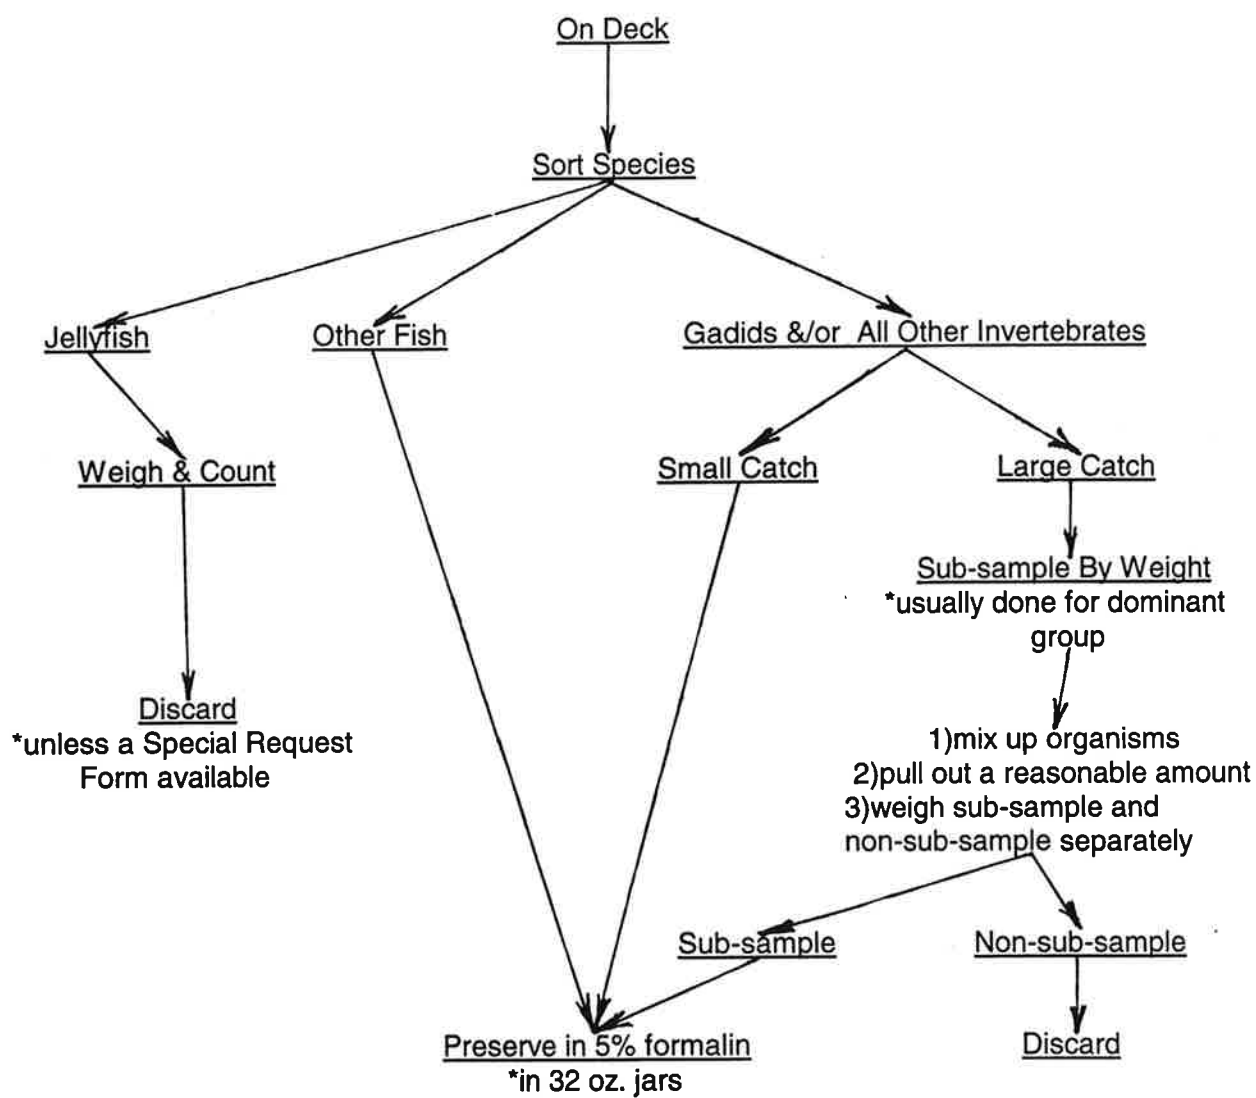 On Deck
Sort Species
Jellyfish
Other Fish
Gadids &/or All Other Invertebrates
Weigh & Count
Small Catch
Large Catch
Sub-sample By Weight
*usually done for dominant
group
Discard
*unless a Special Request
Form available
1)mix up organisms
2)pull out a reasonable amount
3)weigh sub-sample and
non-sub-sample separately
Sub-sample
Non-sub-sample
Preserve in 5% formalin
*in 32 oz. jars
Discard